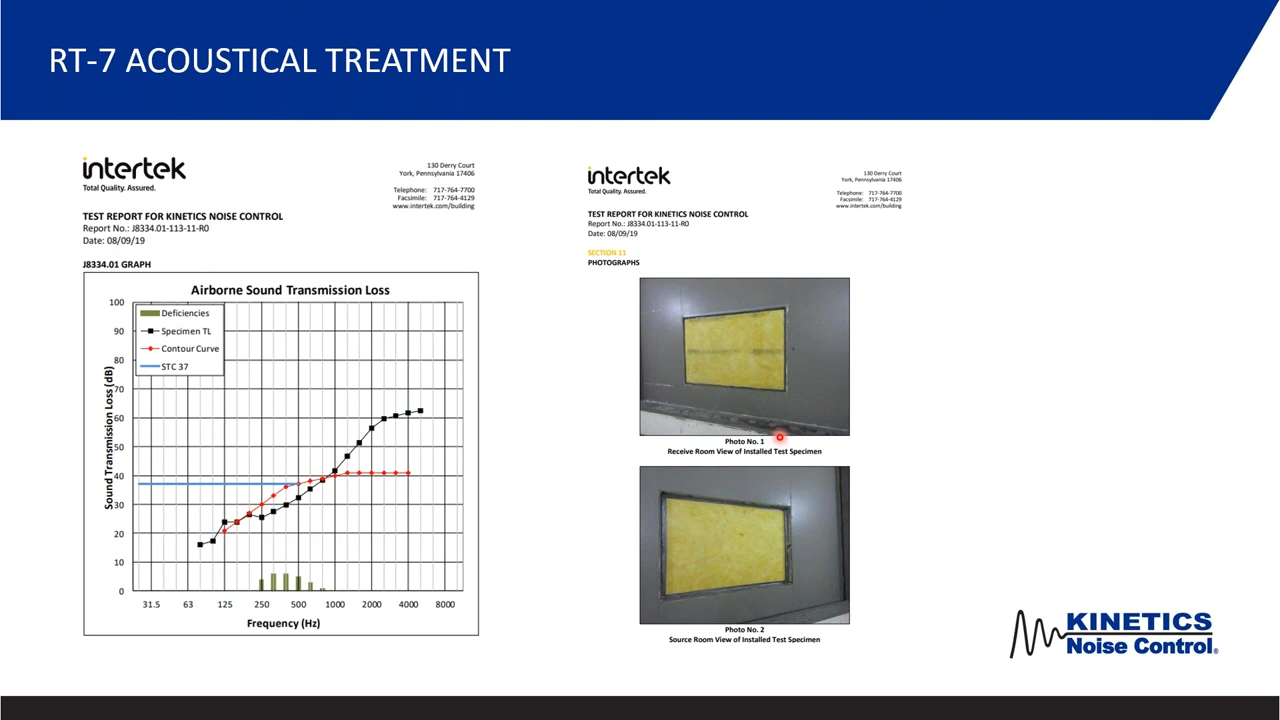 RT-7 ACOUSTICAL TREATMENT
intertek
Total Quality. Assured.
130 Derry Court
York, Pennsylvania 17406
Telephone: 717-764-7700
Facsimile: 717-764-4129
www.intertek.com/building
TEST REPORT FOR KINETICS NOISE CONTROL
Report No.: J8334.01-113-11-R0
Date: 08/09/19
J8334.01 GRAPH
Airborne Sound Transmission Loss
Deficiencies
Specimen TL
Contour Curve
STC 37
Sound Transmission Loss (dB)
100
90
80
70
60
50
40
30
20
10
0
31.5 63 125 250 500 1000 2000 4000 8000
Frequency (Hz)
intertek
Total Quality. Assured.
130 Derry Court
York, Pennsylvania 17406
Telephone: 717-764-7700
Facsimile: 717-764-4129
www.intertek.com/building
TEST REPORT FOR KINETICS NOISE CONTROL
Report No.: J8334.01-113-11-R0
Date: 08/09/19
SECTION 11
PHOTOGRAPHS
Photo No. 1
Receive Room View of Installed Test Specimen
Photo No. 2
Source Room View of Installed Test Specimen
KINETICS
Noise Control®